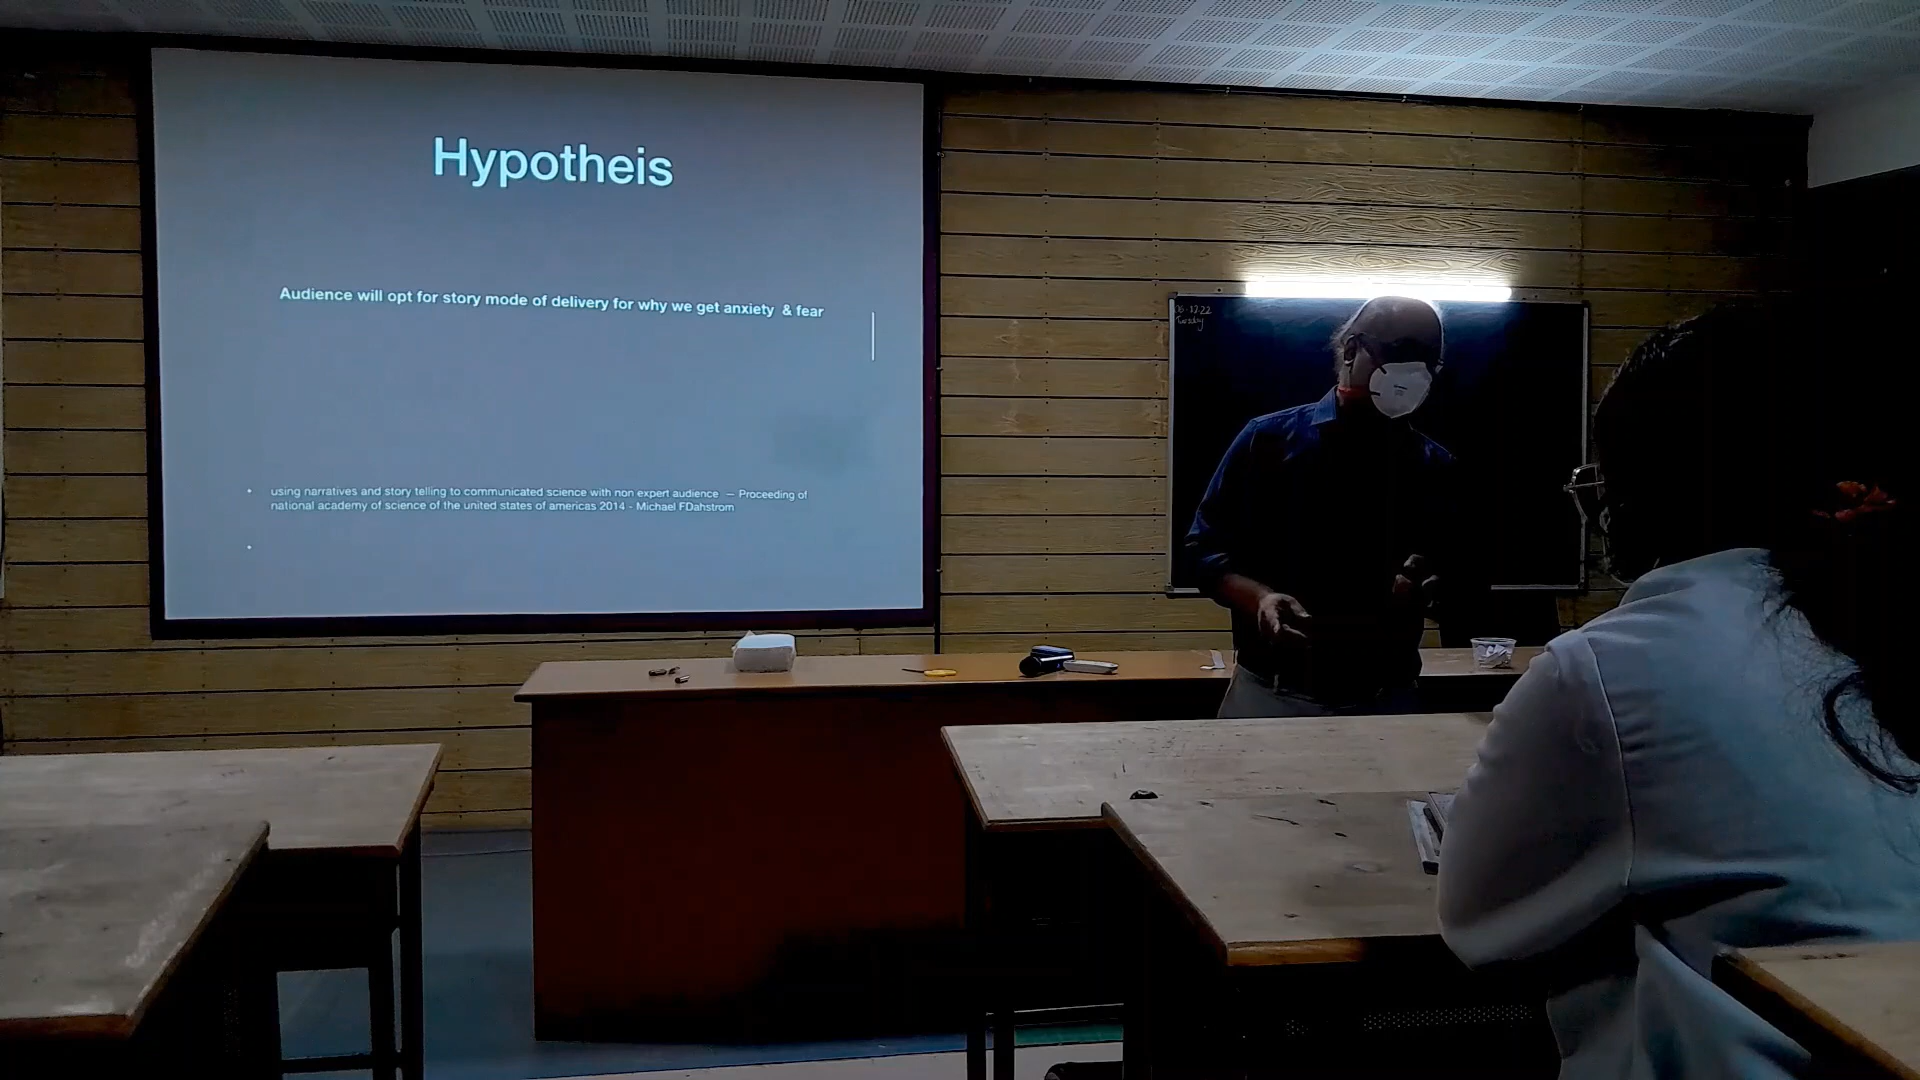 Hypotheis
Audience will opt for story mode of delivery for why we get anxiety & fear
using narratives and story telling to communicated science with non expert audience – Proceeding of
national academy of science of the united states of americas 2014 - Michael FDahstrom
Tuesday